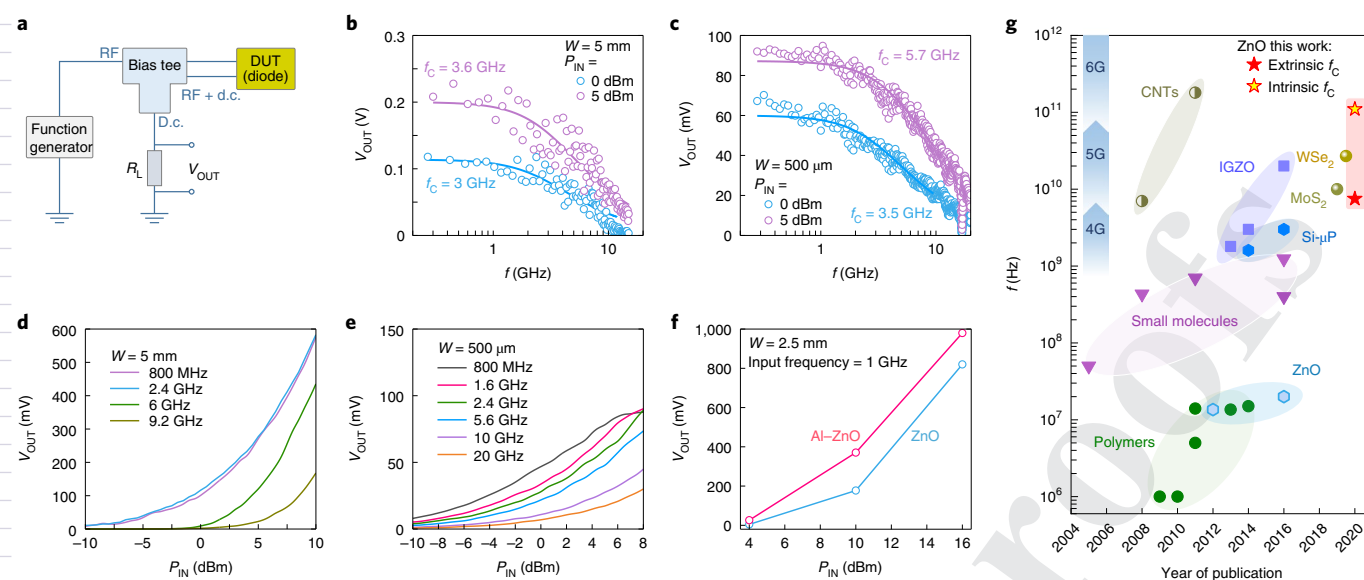 a
RF
Bias tee
DUT
(diode)
RF + d.c.
D.c.
Function
generator
R_L
V_OUT
b
V_OUT (V)
0.3
0.2
0.1
0
W = 5 mm
P_IN =
0 dBm
5 dBm
f_C = 3.6 GHz
f_C = 3 GHz
1
10
f (GHz)
c
V_OUT (mV)
100
80
60
40
20
0
f_C = 5.7 GHz
W = 500 μm
P_IN =
0 dBm
5 dBm
f_C = 3.5 GHz
1
10
f (GHz)
d
V_OUT (mV)
600
500
400
300
200
100
0
W = 5 mm
800 MHz
2.4 GHz
6 GHz
9.2 GHz
−10
−5
0
5
10
P_IN (dBm)
e
V_OUT (mV)
150
100
50
0
W = 500 μm
800 MHz
1.6 GHz
2.4 GHz
5.6 GHz
10 GHz
20 GHz
−10
−8
−6
−4
−2
0
2
4
6
8
P_IN (dBm)
f
V_OUT (mV)
1,000
800
600
400
200
0
W = 2.5 mm
Input frequency = 1 GHz
Al–ZnO
ZnO
4
6
8
10
12
14
16
P_IN (dBm)
g
f (Hz)
10^12
10^11
10^10
10^9
10^8
10^7
10^6
6G
5G
4G
ZnO this work:
Extrinsic f_C
Intrinsic f_C
CNTs
WSe2
IGZO
MoS2
Si-μP
Small molecules
ZnO
Polymers
2004
2006
2008
2010
2012
2014
2016
2018
2020
Year of publication
roofs